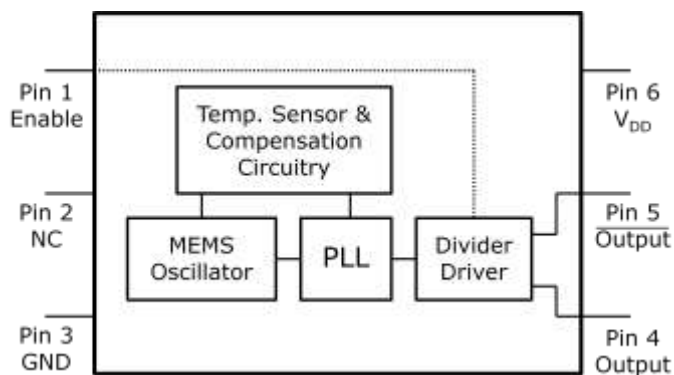 Pin 1
Enable
Temp. Sensor &
Compensation
Circuitry
Pin 6
VDD
Pin 2
NC
MEMS
Oscillator
PLL
Divider
Driver
Pin 5
Output
Pin 3
GND
Pin 4
Output